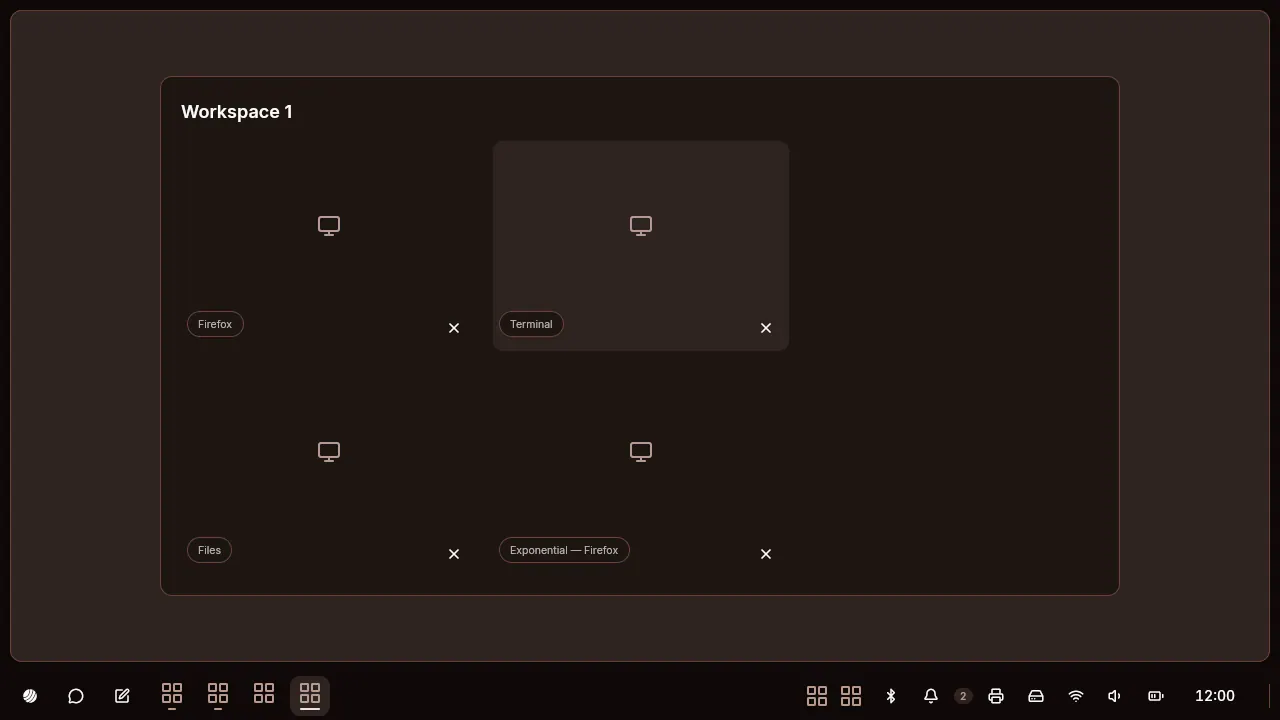 Workspace 1
Firefox
Terminal
Files
Exponential — Firefox
2
12:00